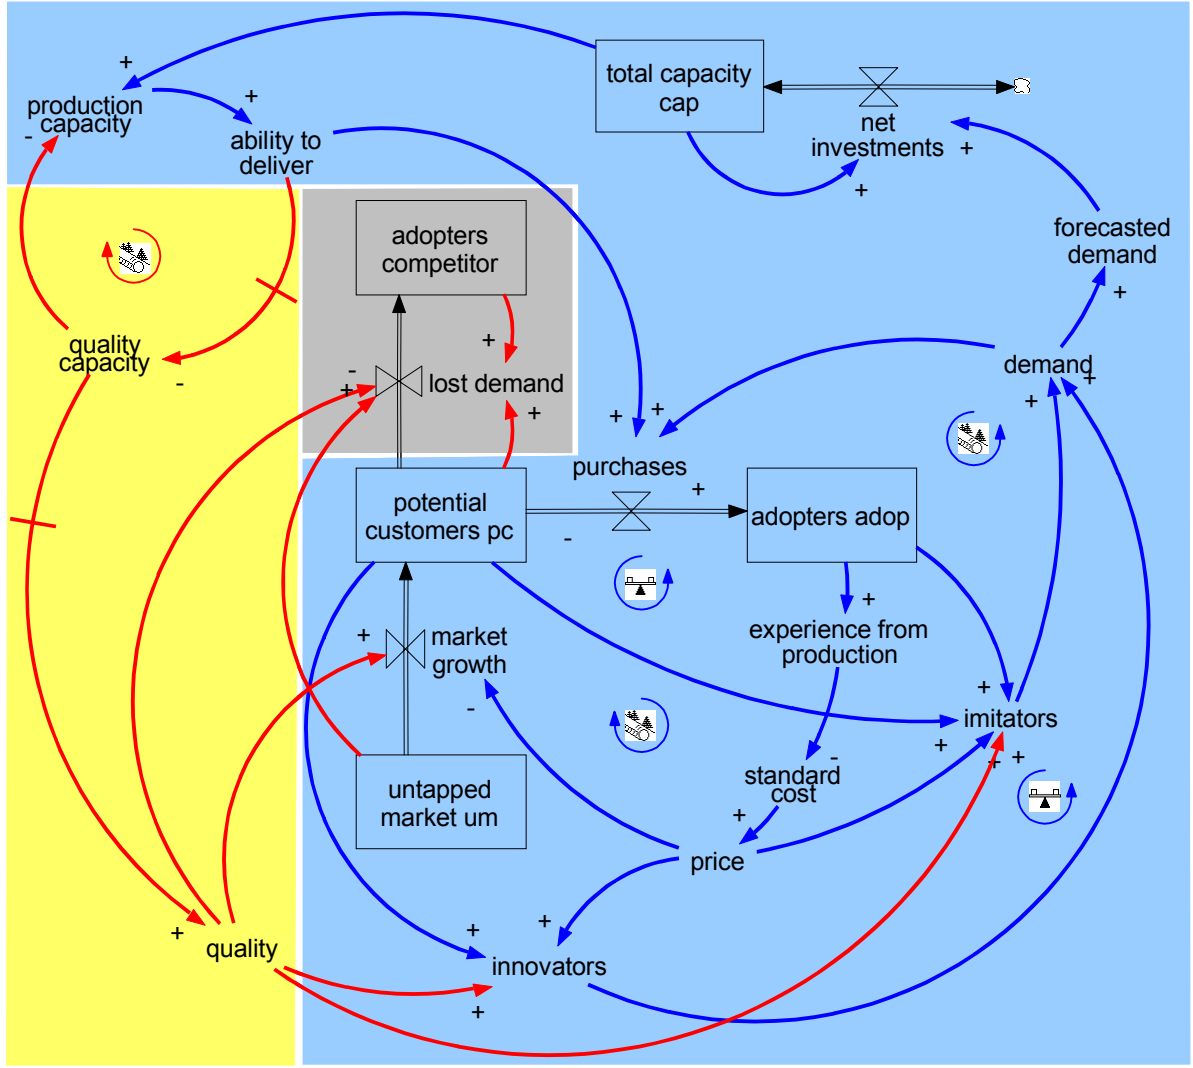 total capacity
cap
+
+
production
capacity
-
ability to
deliver
net
investments
+
+
adopters
competitor
forecasted
demand
+
quality
capacity
-
+
-
+
lost demand
+
demand
+
+
+
+
purchases
+
potential
customers pc
-
adopters adop
+
experience from
production
+
market
growth
-
+
imitators
+
+
+
-
standard
cost
+
untapped
market um
price
+
+
+
quality
innovators
+